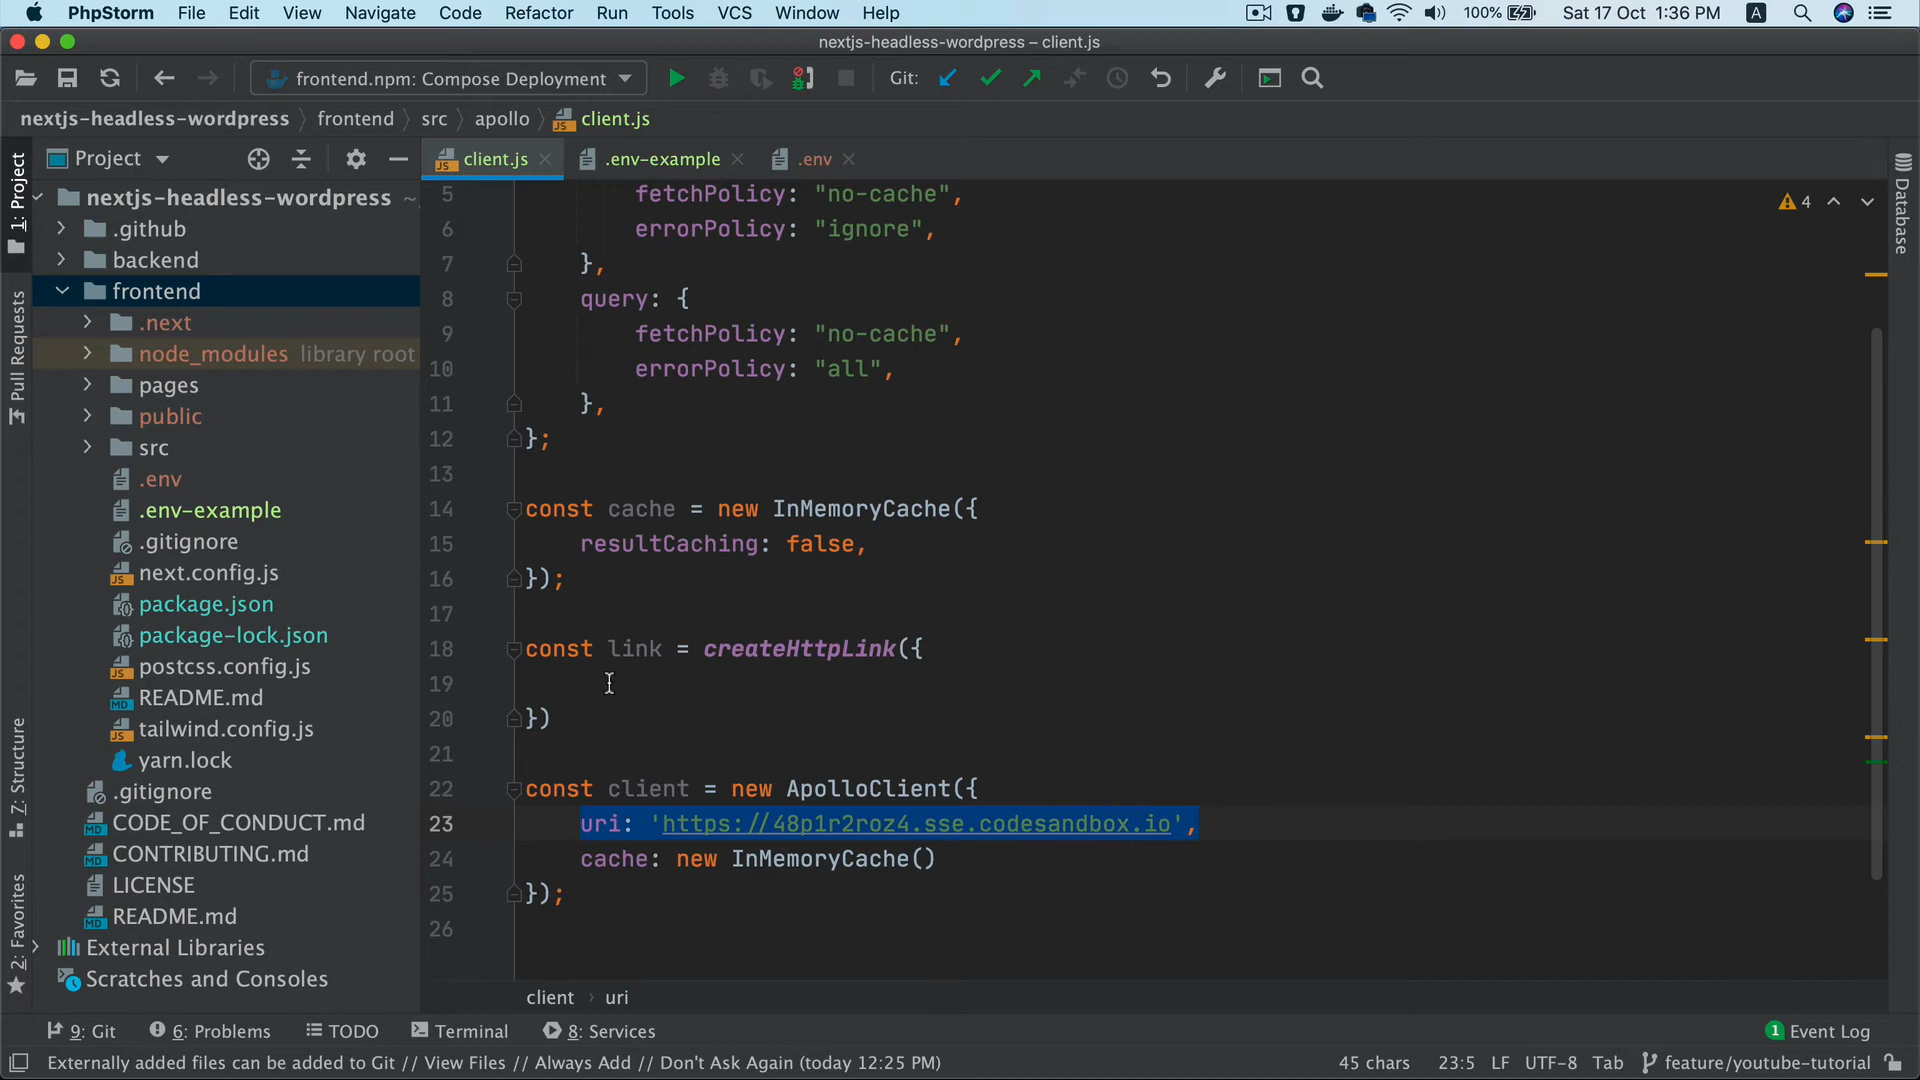 PhpStorm File Edit View Navigate Code Refactor Run Tools VCS Window Help 100% Sat 17 Oct 1:36 PM A
nextjs-headless-wordpress – client.js
frontend.npm: Compose Deployment Git:
nextjs-headless-wordpress frontend src apollo client.js
1: Project
Pull Requests
7: Structure
2: Favorites
Project
nextjs-headless-wordpress ~
.github
backend
frontend
.next
node_modules library root
pages
public
src
.env
.env-example
.gitignore
next.config.js
package.json
package-lock.json
postcss.config.js
README.md
tailwind.config.js
yarn.lock
.gitignore
CODE_OF_CONDUCT.md
CONTRIBUTING.md
LICENSE
README.md
External Libraries
Scratches and Consoles
client.js .env-example .env
4
5 fetchPolicy: "no-cache",
6 errorPolicy: "ignore",
7 },
8 query: {
9 fetchPolicy: "no-cache",
10 errorPolicy: "all",
11 },
12 };
13
14 const cache = new InMemoryCache({
15 resultCaching: false,
16 });
17
18 const link = createHttpLink({
19
20 })
21
22 const client = new ApolloClient({
23 uri: 'https://48p1r2roz4.sse.codesandbox.io',
24 cache: new InMemoryCache()
25 });
26
client › uri
Database
9: Git 6: Problems TODO Terminal 8: Services 1 Event Log
Externally added files can be added to Git // View Files // Always Add // Don't Ask Again (today 12:25 PM) 45 chars 23:5 LF UTF-8 Tab feature/youtube-tutorial